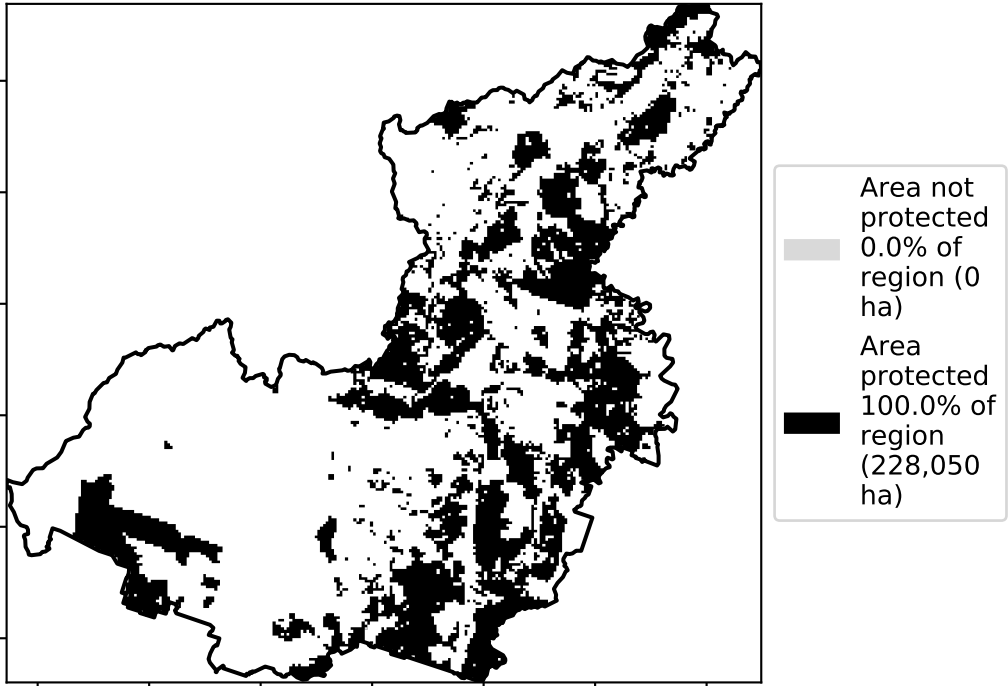 Area not
protected
0.0% of
region (0
ha)
Area
protected
100.0% of
region
(228,050
ha)